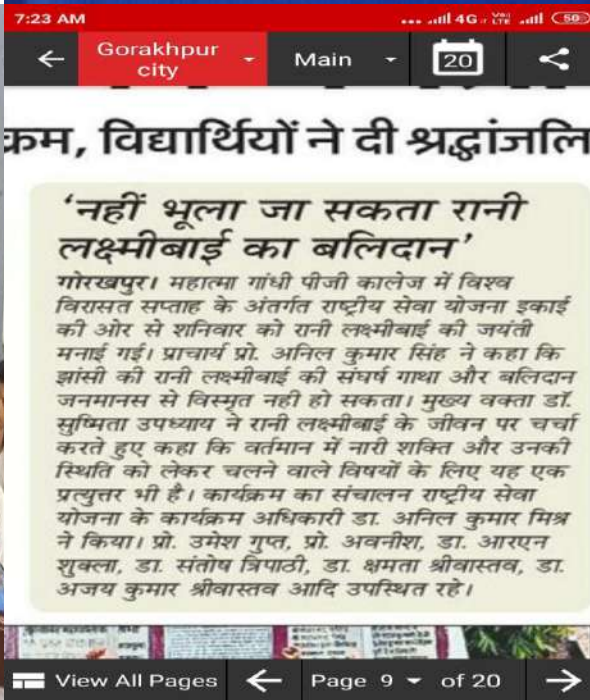 7:23 AM 4G VoLTE 50
Gorakhpur city Main 20
क्रम, विद्यार्थियों ने दी श्रद्धांजलि
‘नहीं भूला जा सकता रानी
लक्ष्मीबाई का बलिदान’
गोरखपुर। महात्मा गांधी पीजी कालेज में विश्व
विरासत सप्ताह के अंतर्गत राष्ट्रीय सेवा योजना इकाई
की ओर से शनिवार को रानी लक्ष्मीबाई की जयंती
मनाई गई। प्राचार्य प्रो. अनिल कुमार सिंह ने कहा कि
झांसी की रानी लक्ष्मीबाई की संघर्ष गाथा और बलिदान
जनमानस से विस्मृत नही हो सकता। मुख्य वक्ता डॉ.
सुष्मिता उपध्याय ने रानी लक्ष्मीबाई के जीवन पर चर्चा
करते हुए कहा कि वर्तमान में नारी शक्ति और उनकी
स्थिति को लेकर चलने वाले विषयों के लिए यह एक
प्रत्युत्तर भी है। कार्यक्रम का संचालन राष्ट्रीय सेवा
योजना के कार्यक्रम अधिकारी डा. अनिल कुमार मिश्र
ने किया। प्रो. उमेश गुप्त, प्रो. अवनीश, डा. आरएन
शुक्ला, डा. संतोष त्रिपाठी, डा. क्षमता श्रीवास्तव, डा.
अजय कुमार श्रीवास्तव आदि उपस्थित रहे।
View All Pages Page 9 of 20